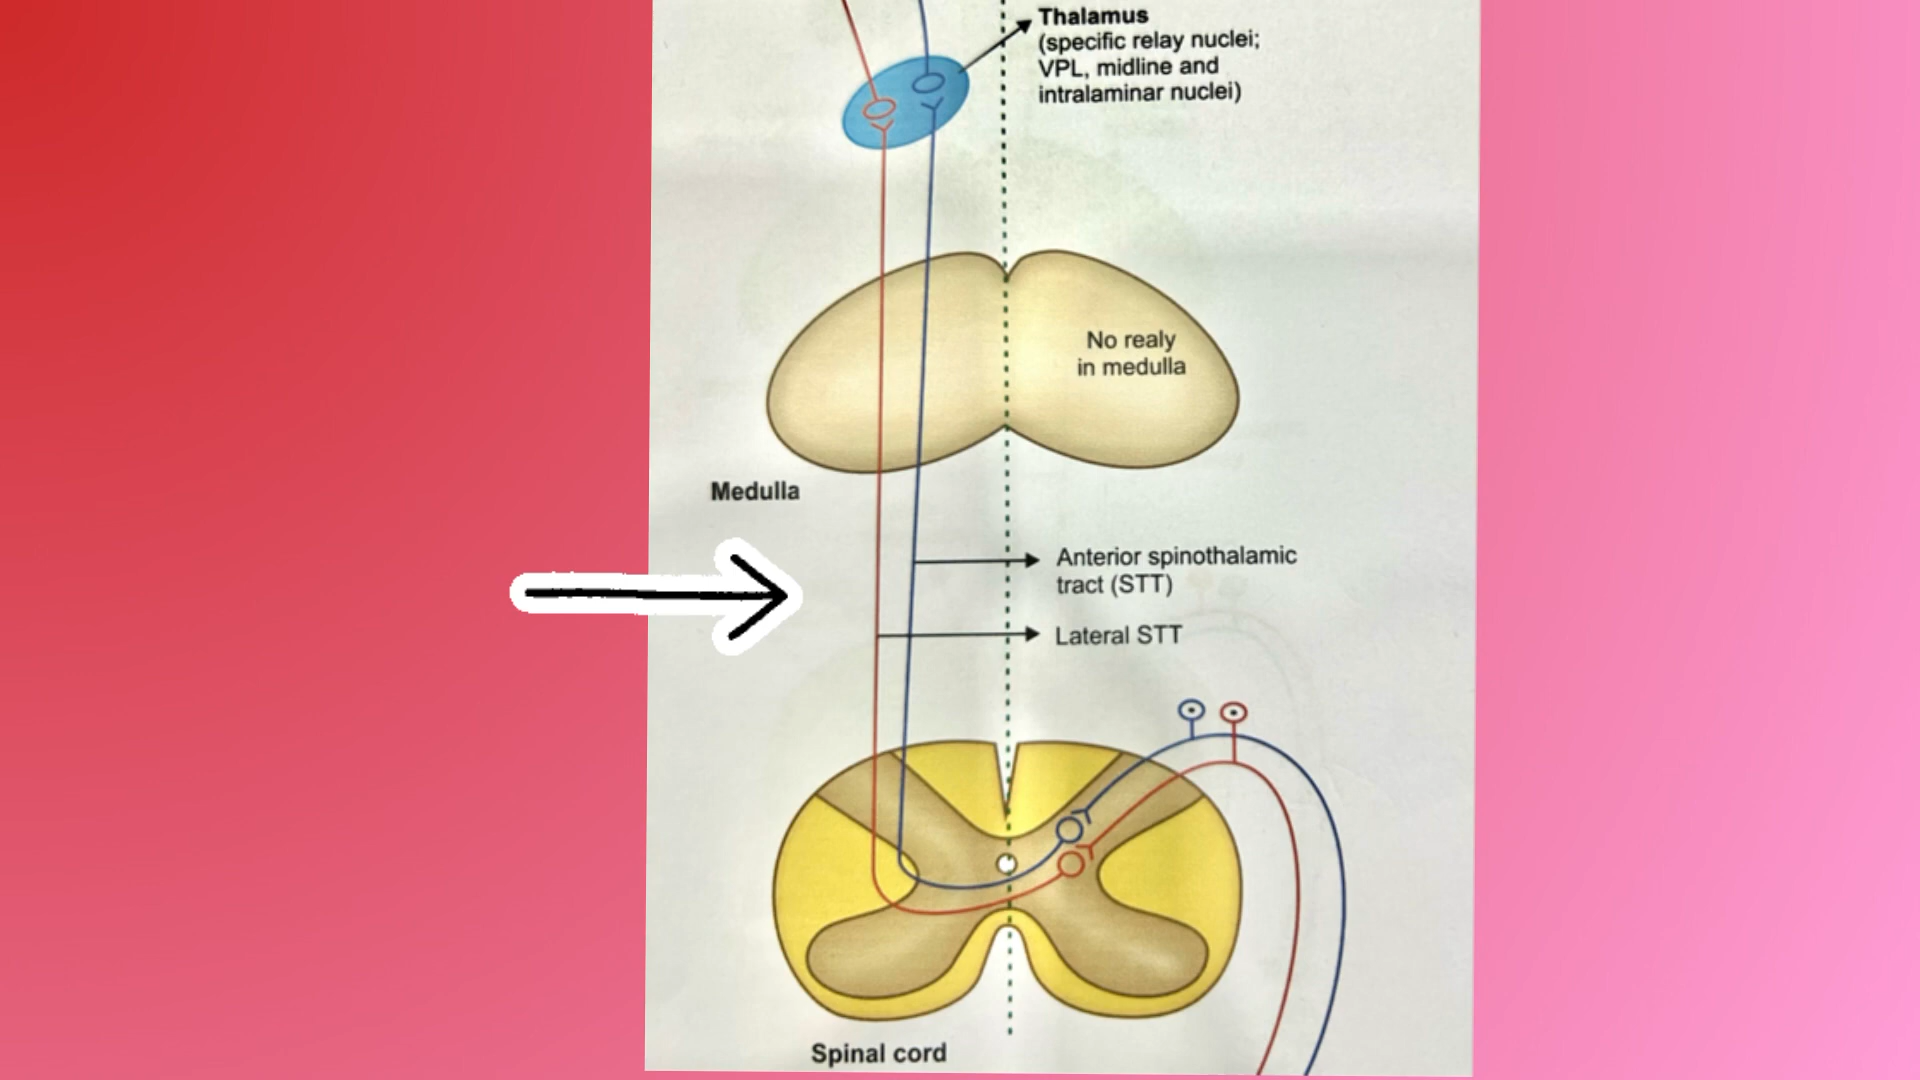 Thalamus
(specific relay nuclei;
VPL, midline and
intralaminar nuclei)
No realy
in medulla
Medulla
Anterior spinothalamic
tract (STT)
Lateral STT
Spinal cord